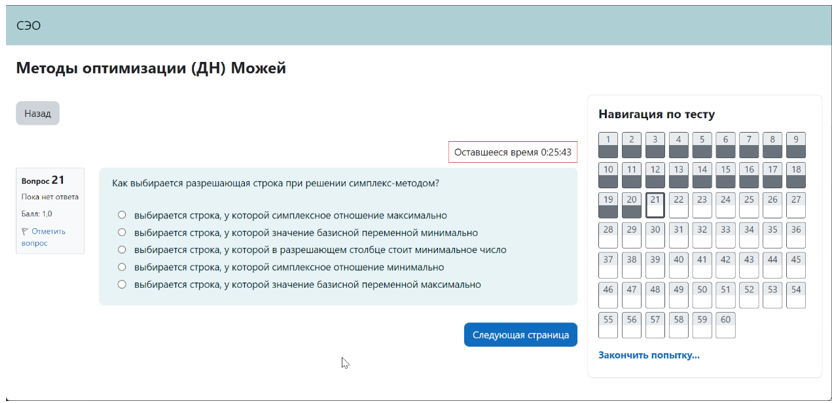 СЭО
Методы оптимизации (ДН) Можей
Назад
Оставшееся время 0:25:43
Вопрос 21
Пока нет ответа
Балл: 1,0
Отметить
вопрос
Как выбирается разрешающая строка при решении симплекс-методом?
выбирается строка, у которой симплексное отношение максимально
выбирается строка, у которой значение базисной переменной минимально
выбирается строка, у которой в разрешающем столбце стоит минимальное число
выбирается строка, у которой симплексное отношение минимально
выбирается строка, у которой значение базисной переменной максимально
Следующая страница
Навигация по тесту
1 2 3 4 5 6 7 8 9
10 11 12 13 14 15 16 17 18
19 20 21 22 23 24 25 26 27
28 29 30 31 32 33 34 35 36
37 38 39 40 41 42 43 44 45
46 47 48 49 50 51 52 53 54
55 56 57 58 59 60
Закончить попытку...